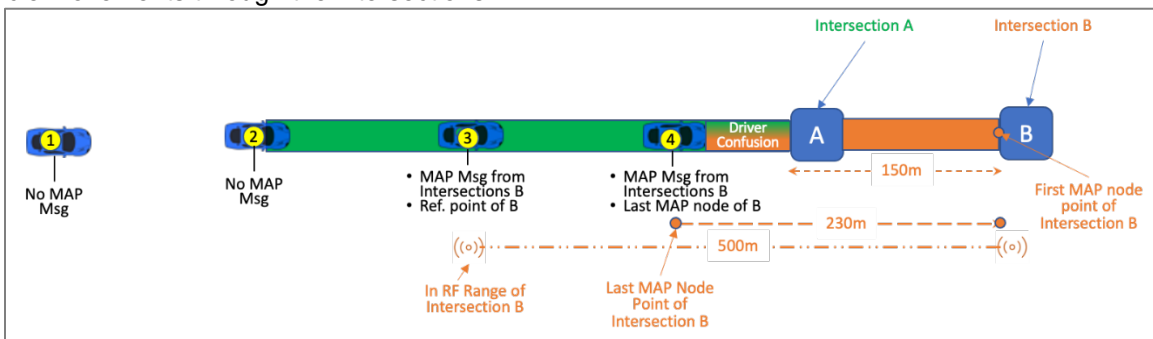 Intersection A
Intersection B
1
No MAP
Msg
2
No MAP
Msg
3
• MAP Msg from
Intersections B
• Ref. point of B
4
• MAP Msg from
Intersections B
• Last MAP node of B
Driver
Confusion
A
B
150m
First MAP node
point of
Intersection B
230m
500m
In RF Range of
Intersection B
Last MAP Node
Point of
Intersection B